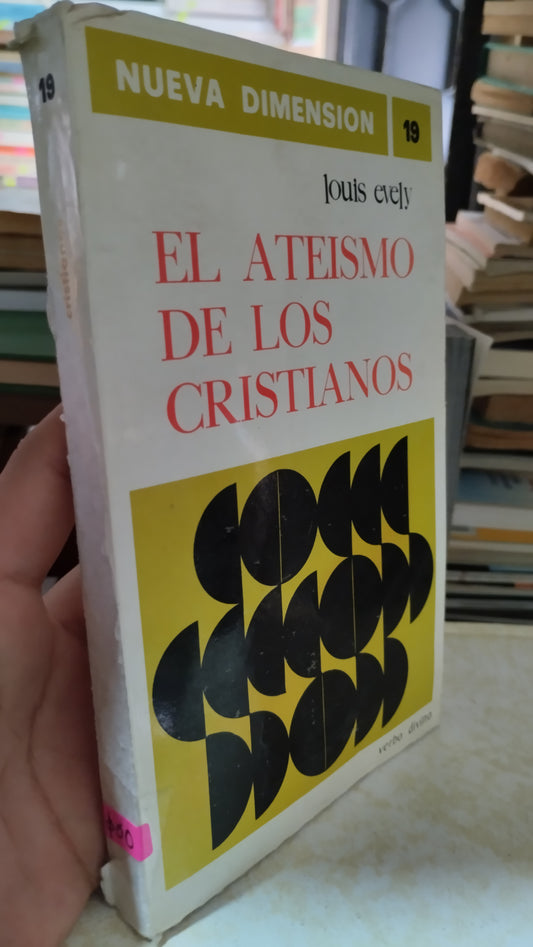 NUEVA DIMENSION
19
louis evely
EL ATEISMO
DE LOS
CRISTIANOS
verbo divino
19